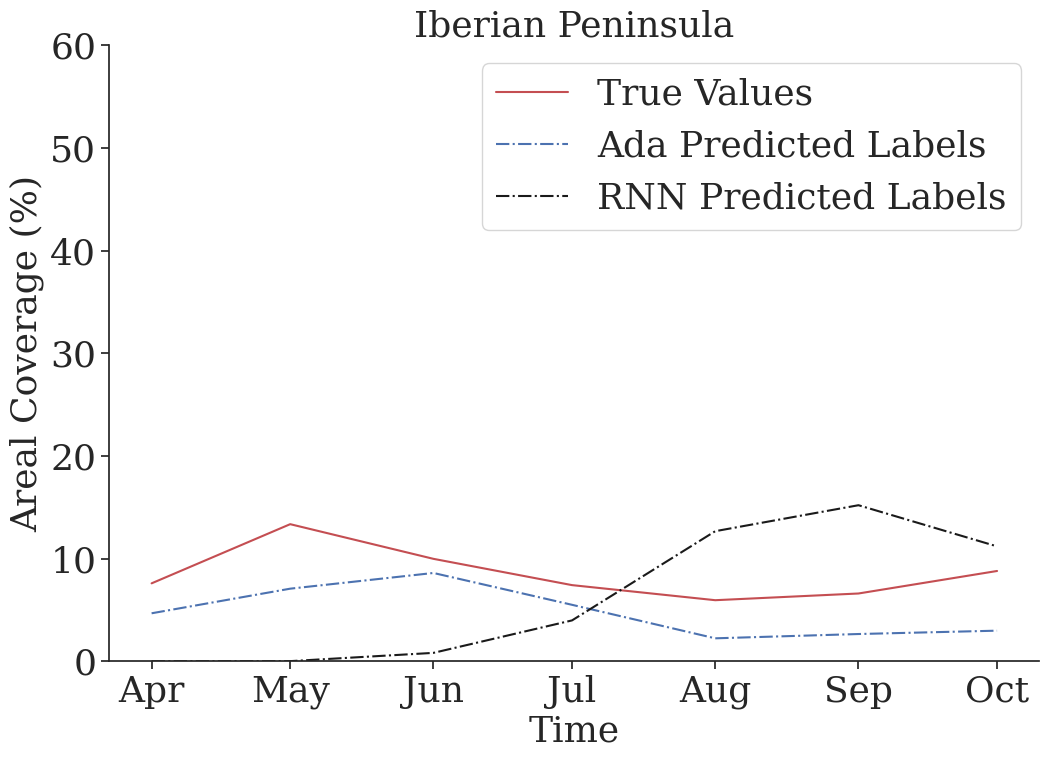 Iberian Peninsula
True Values
Ada Predicted Labels
RNN Predicted Labels
Areal Coverage (%)
60
50
40
30
20
10
0
Apr May Jun Jul Aug Sep Oct
Time